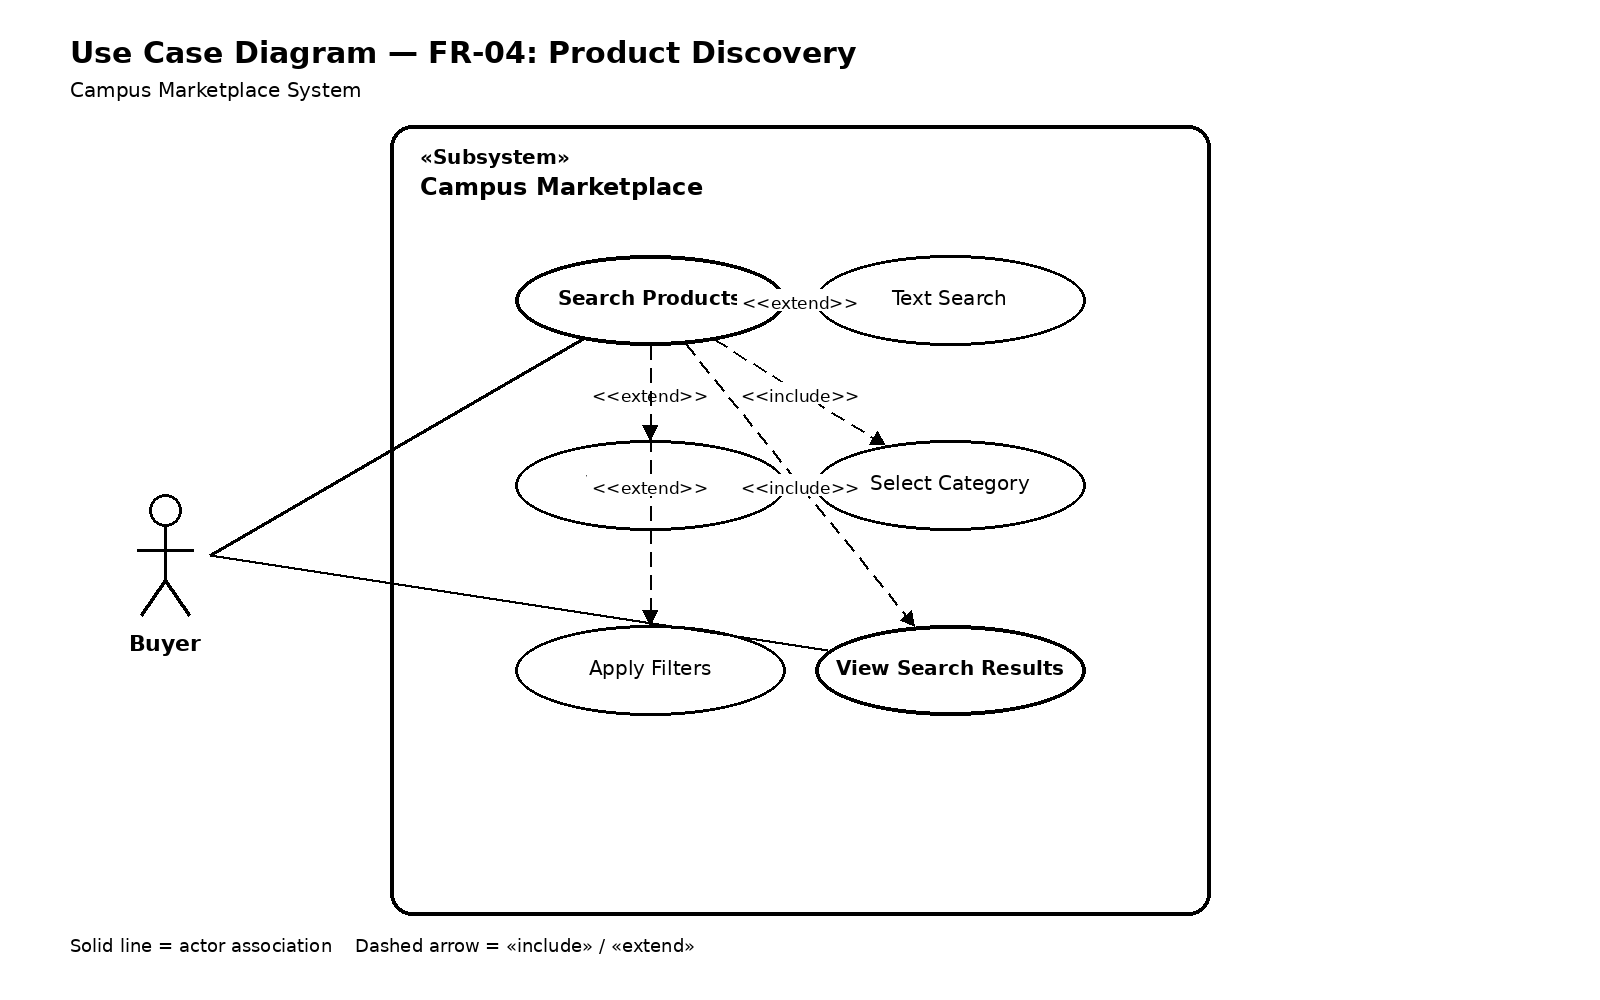 Use Case Diagram — FR-04: Product Discovery
Campus Marketplace System
«Subsystem»
Campus Marketplace
Search Products
<<extend>>
Text Search
<<extend>>
<<include>>
<<extend>>
<<include>>
Select Category
Buyer
Apply Filters
View Search Results
Solid line = actor association    Dashed arrow = «include» / «extend»